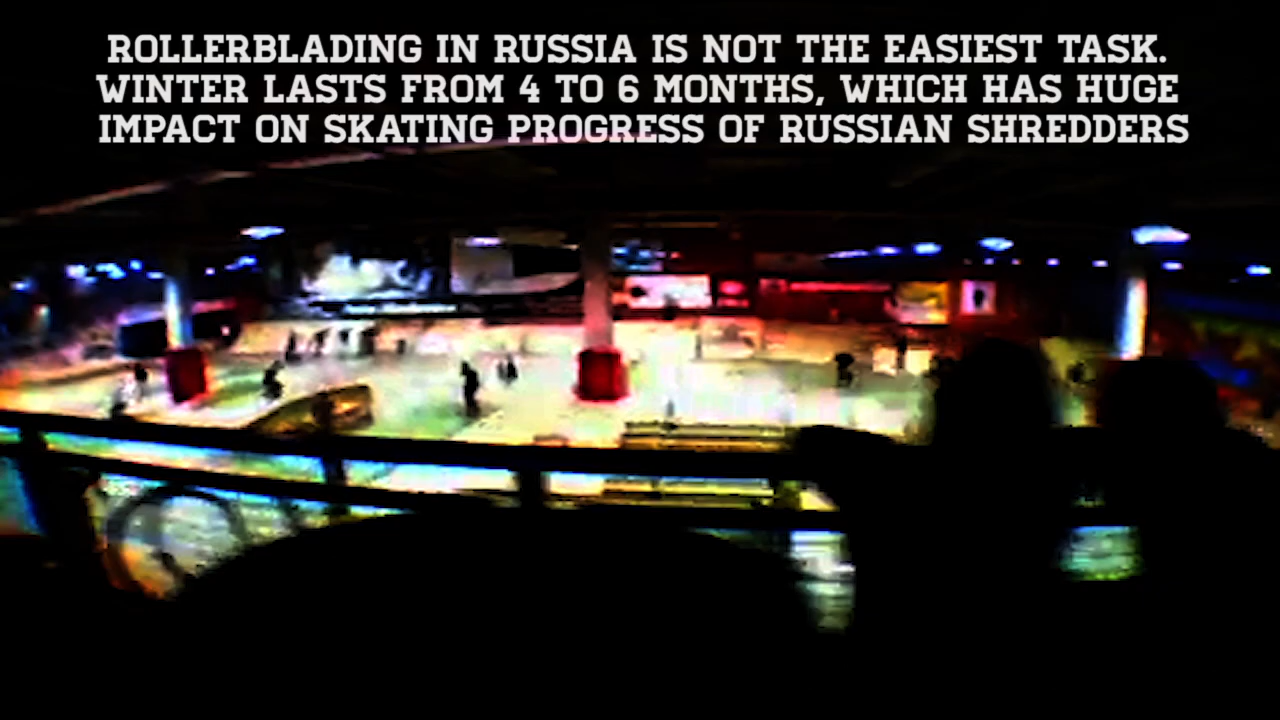 ROLLERBLADING IN RUSSIA IS NOT THE EASIEST TASK.
WINTER LASTS FROM 4 TO 6 MONTHS, WHICH HAS HUGE
IMPACT ON SKATING PROGRESS OF RUSSIAN SHREDDERS